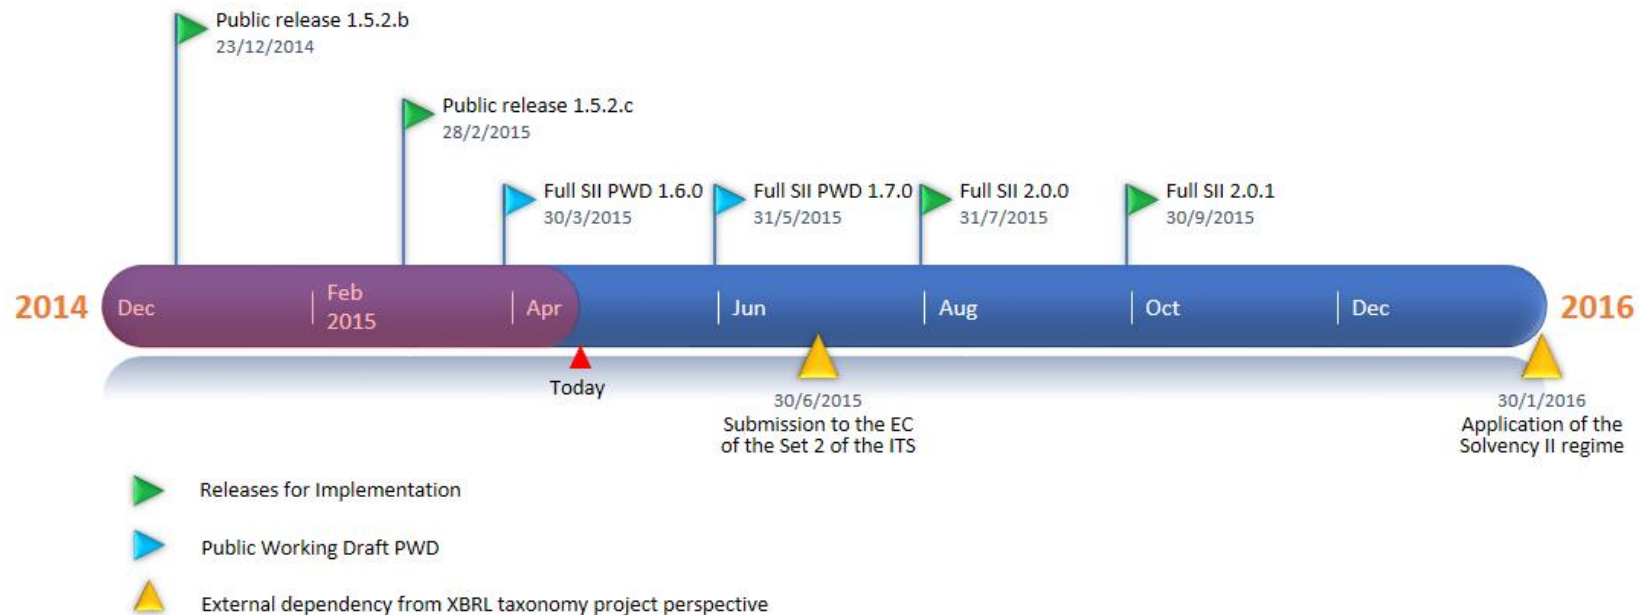 Public release 1.5.2.b
23/12/2014
Public release 1.5.2.c
28/2/2015
Full SII PWD 1.6.0
30/3/2015
Full SII PWD 1.7.0
31/5/2015
Full SII 2.0.0
31/7/2015
Full SII 2.0.1
30/9/2015
2014
Dec
Feb
2015
Apr
Jun
Aug
Oct
Dec
2016
Today
30/6/2015
Submission to the EC
of the Set 2 of the ITS
30/1/2016
Application of the
Solvency II regime
Releases for Implementation
Public Working Draft PWD
External dependency from XBRL taxonomy project perspective